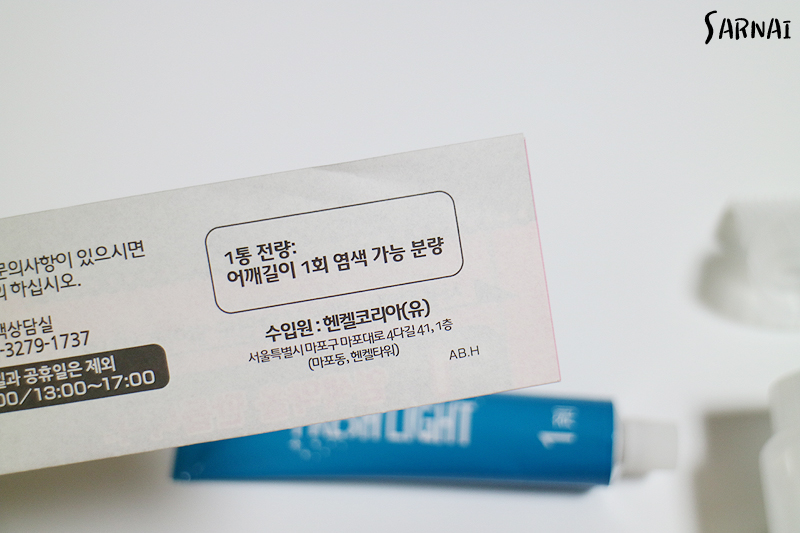 SARNAI
문의사항이 있으시면
의 하십시오.
객상담실
-3279-1737
일과 공휴일은 제외
00/13:00~17:00
1통 전량:
어깨길이 1회 염색 가능 분량
수입원 : 헨켈코리아(유)
서울특별시 마포구 마포대로 4다길 41, 1층
(마포동, 헨켈타워)
AB.H
LIGHT
1제